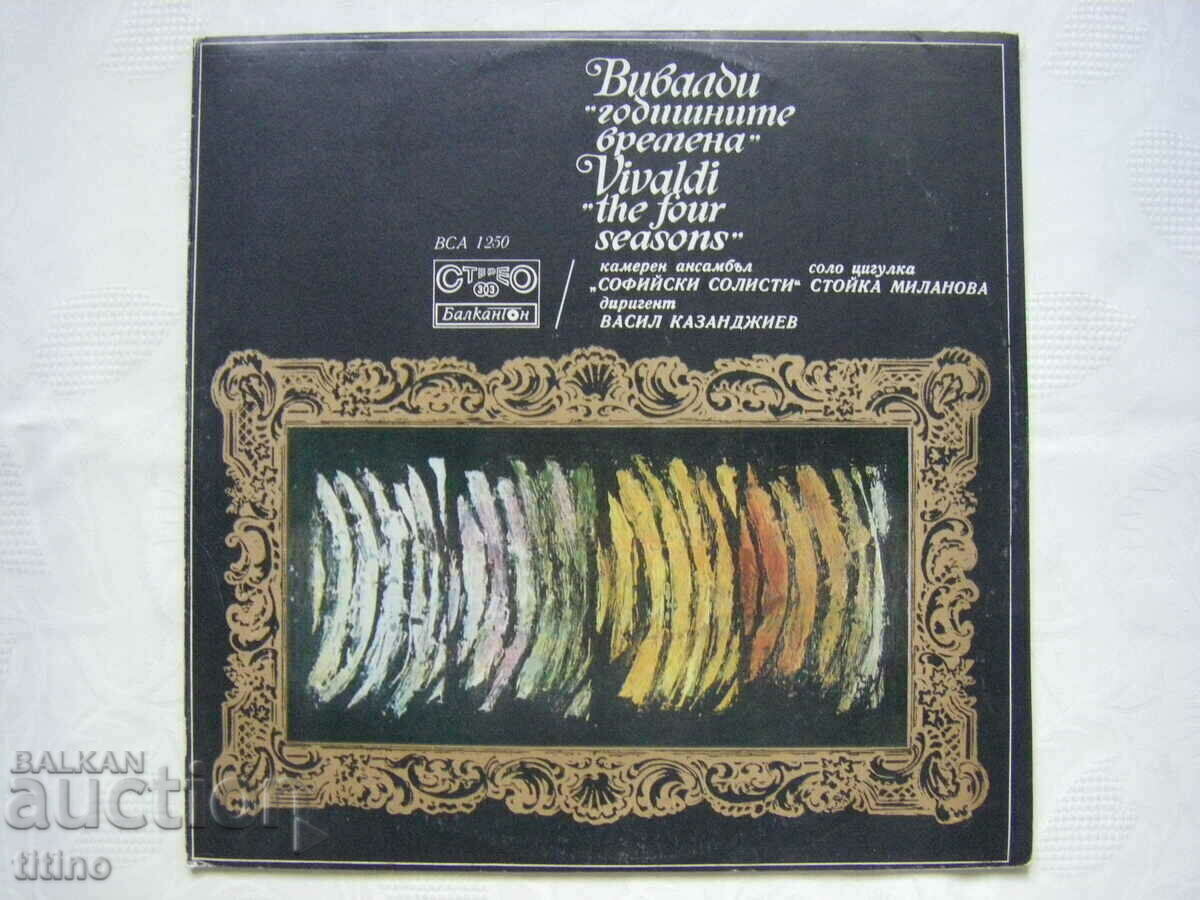 Вивалди
"годишните
времена"
Vivaldi
"the four
seasons"
ВСА 1250
СТЕРЕО
33
Балкантон
камерен ансамбъл
„СОФИЙСКИ СОЛИСТИ“
диригент
ВАСИЛ КАЗАНДЖИЕВ
соло цигулка
СТОЙКА МИЛАНОВА
BALKAN
auction
titino